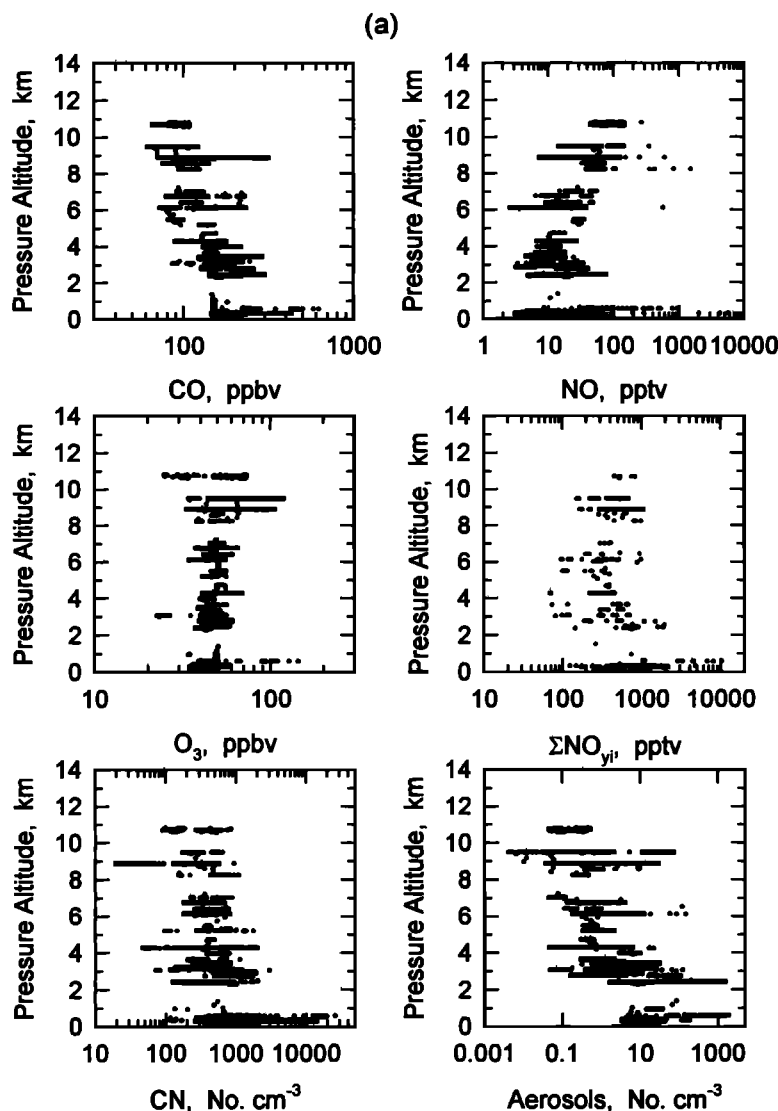 (a)
Pressure Altitude, km
14
12
10
8
6
4
2
0
100 1000
CO, ppbv
Pressure Altitude, km
14
12
10
8
6
4
2
0
1 10 100 1000 10000
NO, pptv
Pressure Altitude, km
14
12
10
8
6
4
2
0
10 100
O3, ppbv
Pressure Altitude, km
14
12
10
8
6
4
2
0
10 100 1000 10000
ΣNOyi, pptv
Pressure Altitude, km
14
12
10
8
6
4
2
0
10 100 1000 10000
CN, No. cm-3
Pressure Altitude, km
14
12
10
8
6
4
2
0
0.001 0.1 10 1000
Aerosols, No. cm-3